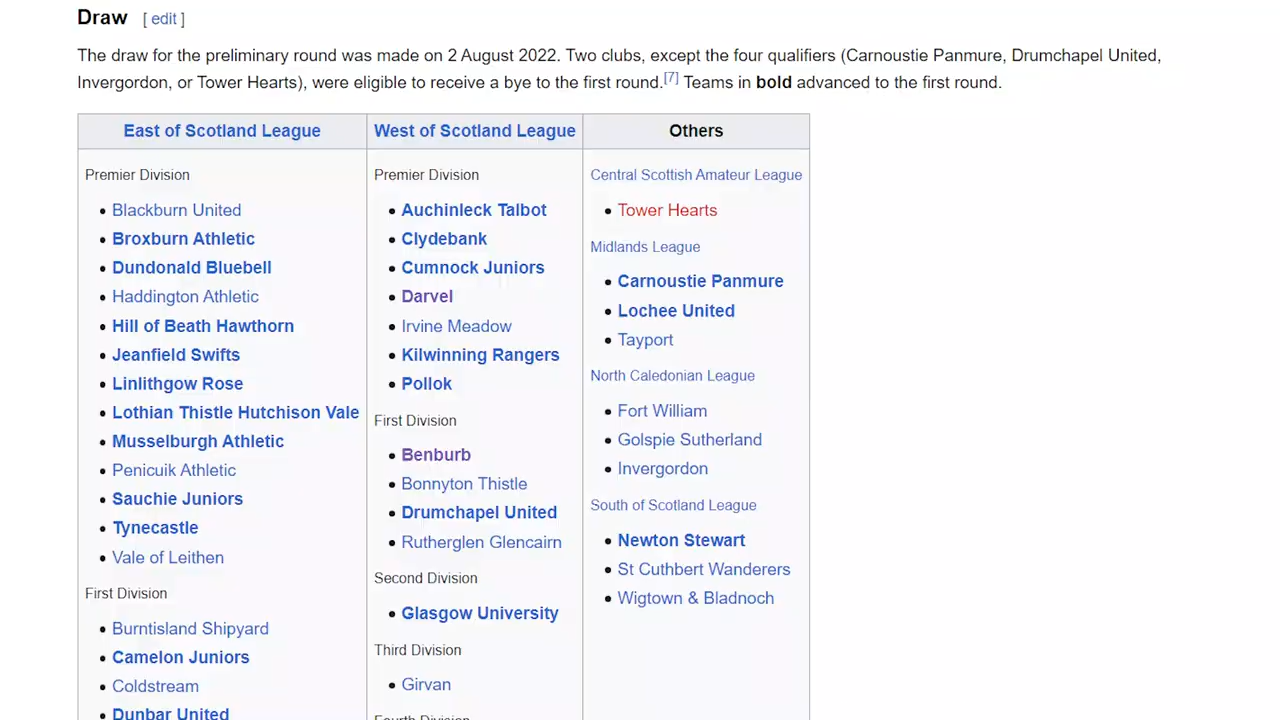 Draw [ edit ]
The draw for the preliminary round was made on 2 August 2022. Two clubs, except the four qualifiers (Carnoustie Panmure, Drumchapel United,
Invergordon, or Tower Hearts), were eligible to receive a bye to the first round.[7] Teams in bold advanced to the first round.
East of Scotland League
Premier Division
Blackburn United
Broxburn Athletic
Dundonald Bluebell
Haddington Athletic
Hill of Beath Hawthorn
Jeanfield Swifts
Linlithgow Rose
Lothian Thistle Hutchison Vale
Musselburgh Athletic
Penicuik Athletic
Sauchie Juniors
Tynecastle
Vale of Leithen
First Division
Burntisland Shipyard
Camelon Juniors
Coldstream
Dunbar United
West of Scotland League
Premier Division
Auchinleck Talbot
Clydebank
Cumnock Juniors
Darvel
Irvine Meadow
Kilwinning Rangers
Pollok
First Division
Benburb
Bonnyton Thistle
Drumchapel United
Rutherglen Glencairn
Second Division
Glasgow University
Third Division
Girvan
Fourth Division
Others
Central Scottish Amateur League
Tower Hearts
Midlands League
Carnoustie Panmure
Lochee United
Tayport
North Caledonian League
Fort William
Golspie Sutherland
Invergordon
South of Scotland League
Newton Stewart
St Cuthbert Wanderers
Wigtown & Bladnoch